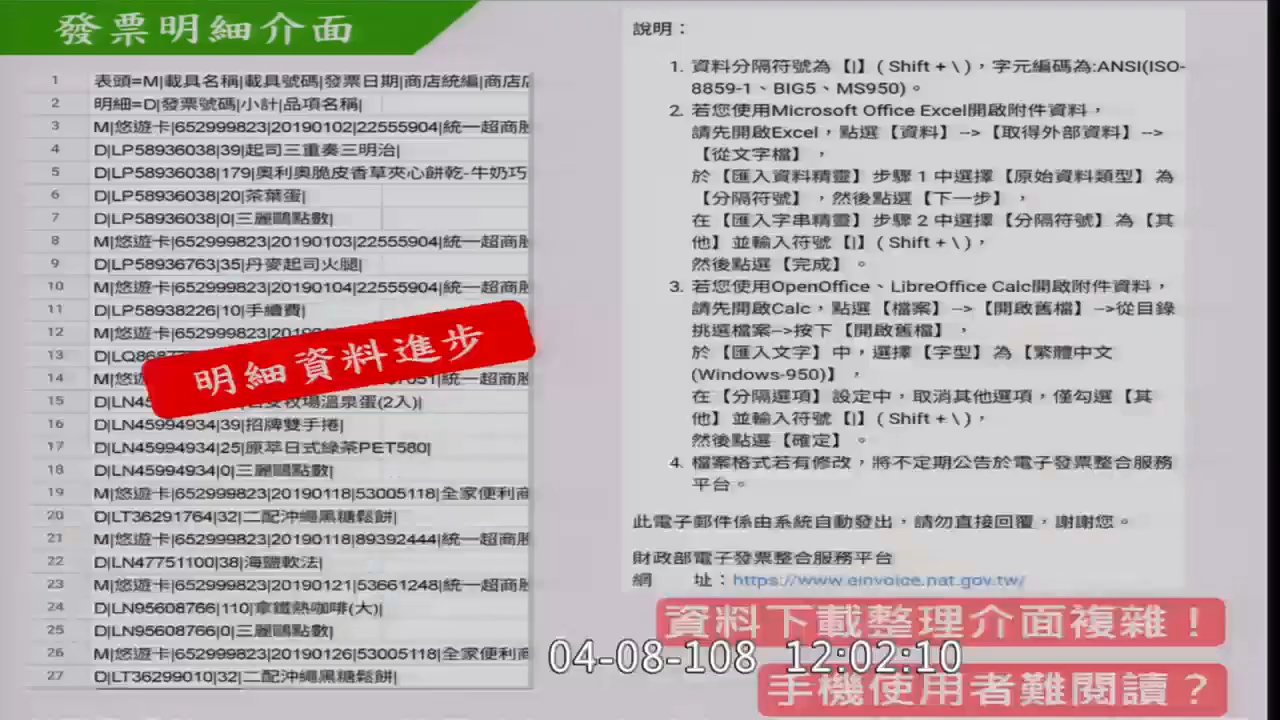 發票明細介面
1 表頭=M|載具名稱|載具號碼|發票日期|商店統編|商店店
2 明細=D|發票號碼|小計|品項名稱|
3 M|悠遊卡|652999823|20190102|22555904|統一超商股
4 D|LP58936038|39|起司三重奏三明治|
5 D|LP58936038|179|奧利奧脆皮香草夾心餅乾-牛奶巧
6 D|LP58936038|20|茶葉蛋|
7 D|LP58936038|0|三麗鷗點數|
8 M|悠遊卡|652999823|20190103|22555904|統一超商股
9 D|LP58936763|35|丹麥起司火腿|
10 M|悠遊卡|652999823|20190104|22555904|統一超商股
11 D|LP58938226|10|手續費|
12 M|悠遊卡|652999823|2019
13 D|LQ868
14 M|悠遊 7051|統一超商股
15 D|LN45 牧場溫泉蛋(2入)|
16 D|LN45994934|39|招牌雙手捲|
17 D|LN45994934|25|原萃日式綠茶PET580|
18 D|LN45994934|0|三麗鷗點數|
19 M|悠遊卡|652999823|20190118|53005118|全家便利商
20 D|LT36291764|32|二配沖繩黑糖鬆餅|
21 M|悠遊卡|652999823|20190118|89392444|統一超商股
22 D|LN47751100|38|海鹽軟法|
23 M|悠遊卡|652999823|20190121|53661248|統一超商股
24 D|LN95608766|110|拿鐵熱咖啡(大)|
25 D|LN95608766|0|三麗鷗點數|
26 M|悠遊卡|652999823|20190126|53005118|全家便利商
27 D|LT36299010|32|二配沖繩黑糖鬆餅|
明細資料進步
說明：
1. 資料分隔符號為【|】( Shift + \ )，字元編碼為:ANSI(ISO-
8859-1、BIG5、MS950)。
2. 若您使用Microsoft Office Excel開啟附件資料，
請先開啟Excel，點選【資料】-->【取得外部資料】-->
【從文字檔】，
於【匯入資料精靈】步驟 1 中選擇【原始資料類型】為
【分隔符號】，然後點選【下一步】，
在【匯入字串精靈】步驟 2 中選擇【分隔符號】為【其
他】並輸入符號【|】( Shift + \ )，
然後點選【完成】。
3. 若您使用OpenOffice、LibreOffice Calc開啟附件資料，
請先開啟Calc，點選【檔案】-->【開啟舊檔】-->從目錄
挑選檔案-->按下【開啟舊檔】，
於【匯入文字】中，選擇【字型】為【繁體中文
(Windows-950)】，
在【分隔選項】設定中，取消其他選項，僅勾選【其
他】並輸入符號【|】( Shift + \ )，
然後點選【確定】。
4. 檔案格式若有修改，將不定期公告於電子發票整合服務
平台。
此電子郵件係由系統自動發出，請勿直接回覆，謝謝您。
財政部電子發票整合服務平台
網　　址：https://www.einvoice.nat.gov.tw/
資料下載整理介面複雜！
04-08-108 12:02:10
手機使用者難閱讀？